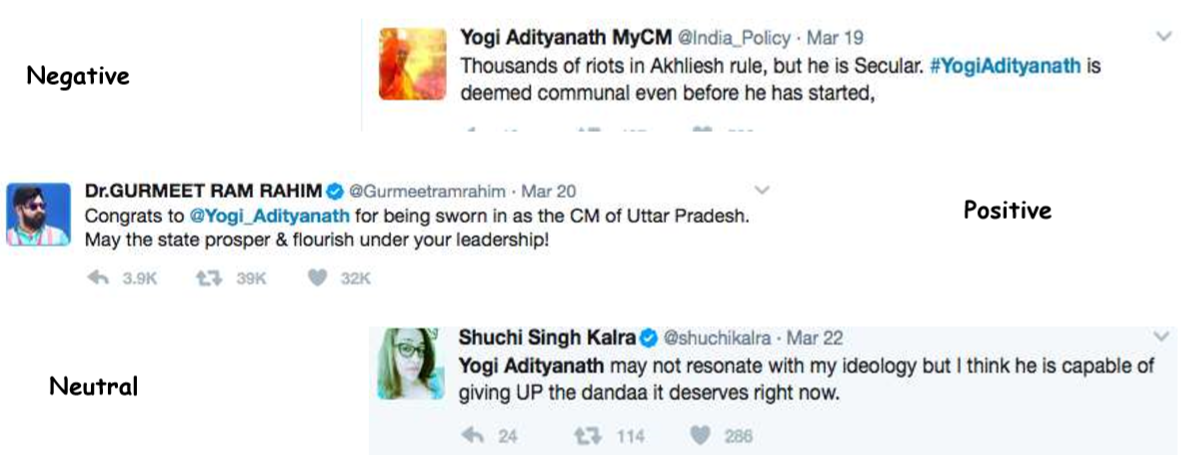 Yogi Adityanath MyCM @India_Policy · Mar 19
Negative
Thousands of riots in Akhliesh rule, but he is Secular. #YogiAdityanath is
deemed communal even before he has started,
Dr.GURMEET RAM RAHIM @Gurmeetramrahim · Mar 20
Congrats to @Yogi_Adityanath for being sworn in as the CM of Uttar Pradesh.
May the state prosper & flourish under your leadership!
Positive
3.9K 39K 32K
Shuchi Singh Kalra @shuchikalra · Mar 22
Yogi Adityanath may not resonate with my ideology but I think he is capable of
giving UP the dandaa it deserves right now.
Neutral
24 114 286